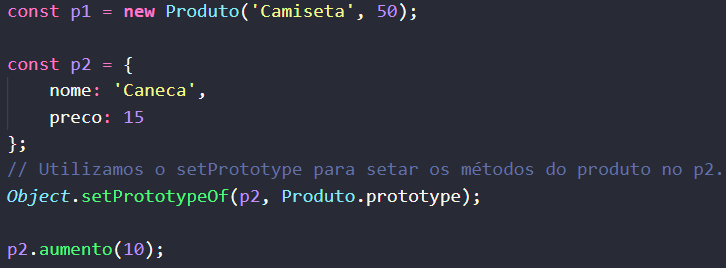 const p1 = new Produto('Camiseta', 50);
const p2 = {
nome: 'Caneca',
preco: 15
};
// Utilizamos o setPrototype para setar os métodos do produto no p2.
Object.setPrototypeOf(p2, Produto.prototype);
p2.aumento(10);